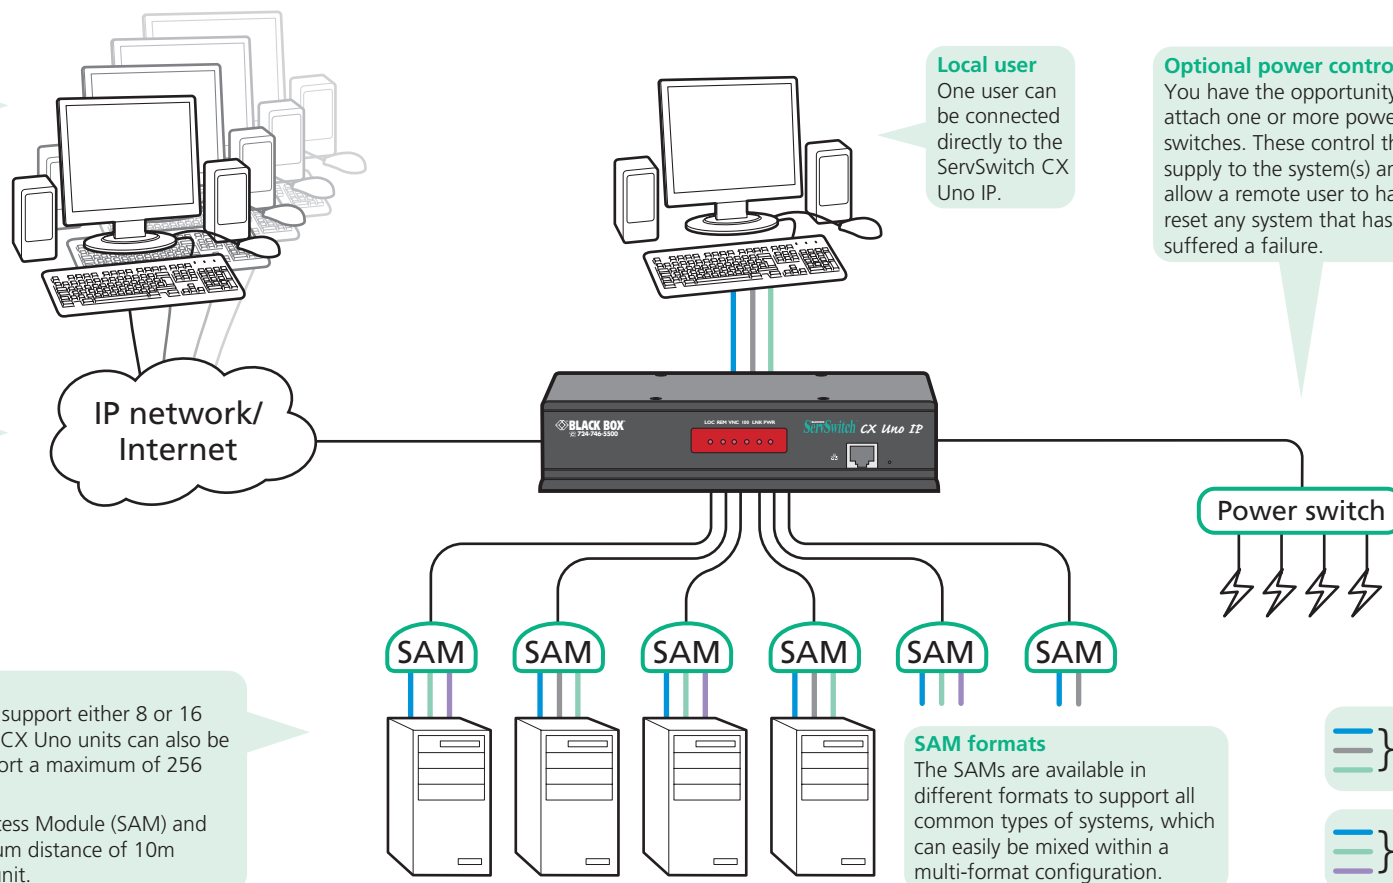 Local user
One user can
be connected
directly to the
ServSwitch CX
Uno IP.
Optional power contro
You have the opportunity
attach one or more powe
switches. These control th
supply to the system(s) an
allow a remote user to ha
reset any system that has
suffered a failure.
IP network/
Internet
BLACK BOX
724-746-5500
LOC REM VNC 100 LNK PWR
ServSwitch CX Uno IP
Power switch
SAM SAM SAM SAM SAM SAM
support either 8 or 16
CX Uno units can also be
ort a maximum of 256
cess Module (SAM) and
um distance of 10m
unit.
SAM formats
The SAMs are available in
different formats to support all
common types of systems, which
can easily be mixed within a
multi-format configuration.